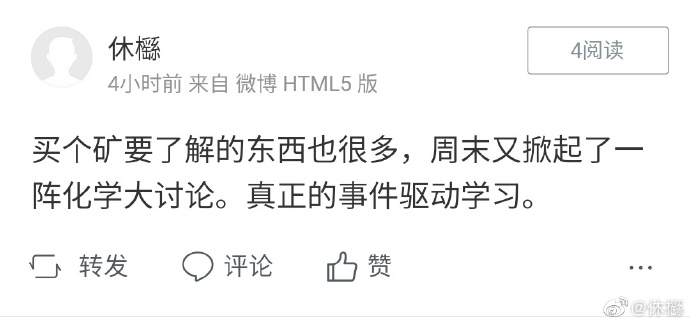 休櫾
4阅读
4小时前 来自 微博 HTML5 版
买个矿要了解的东西也很多，周末又掀起了一
阵化学大讨论。真正的事件驱动学习。
转发
评论
赞
@休櫾